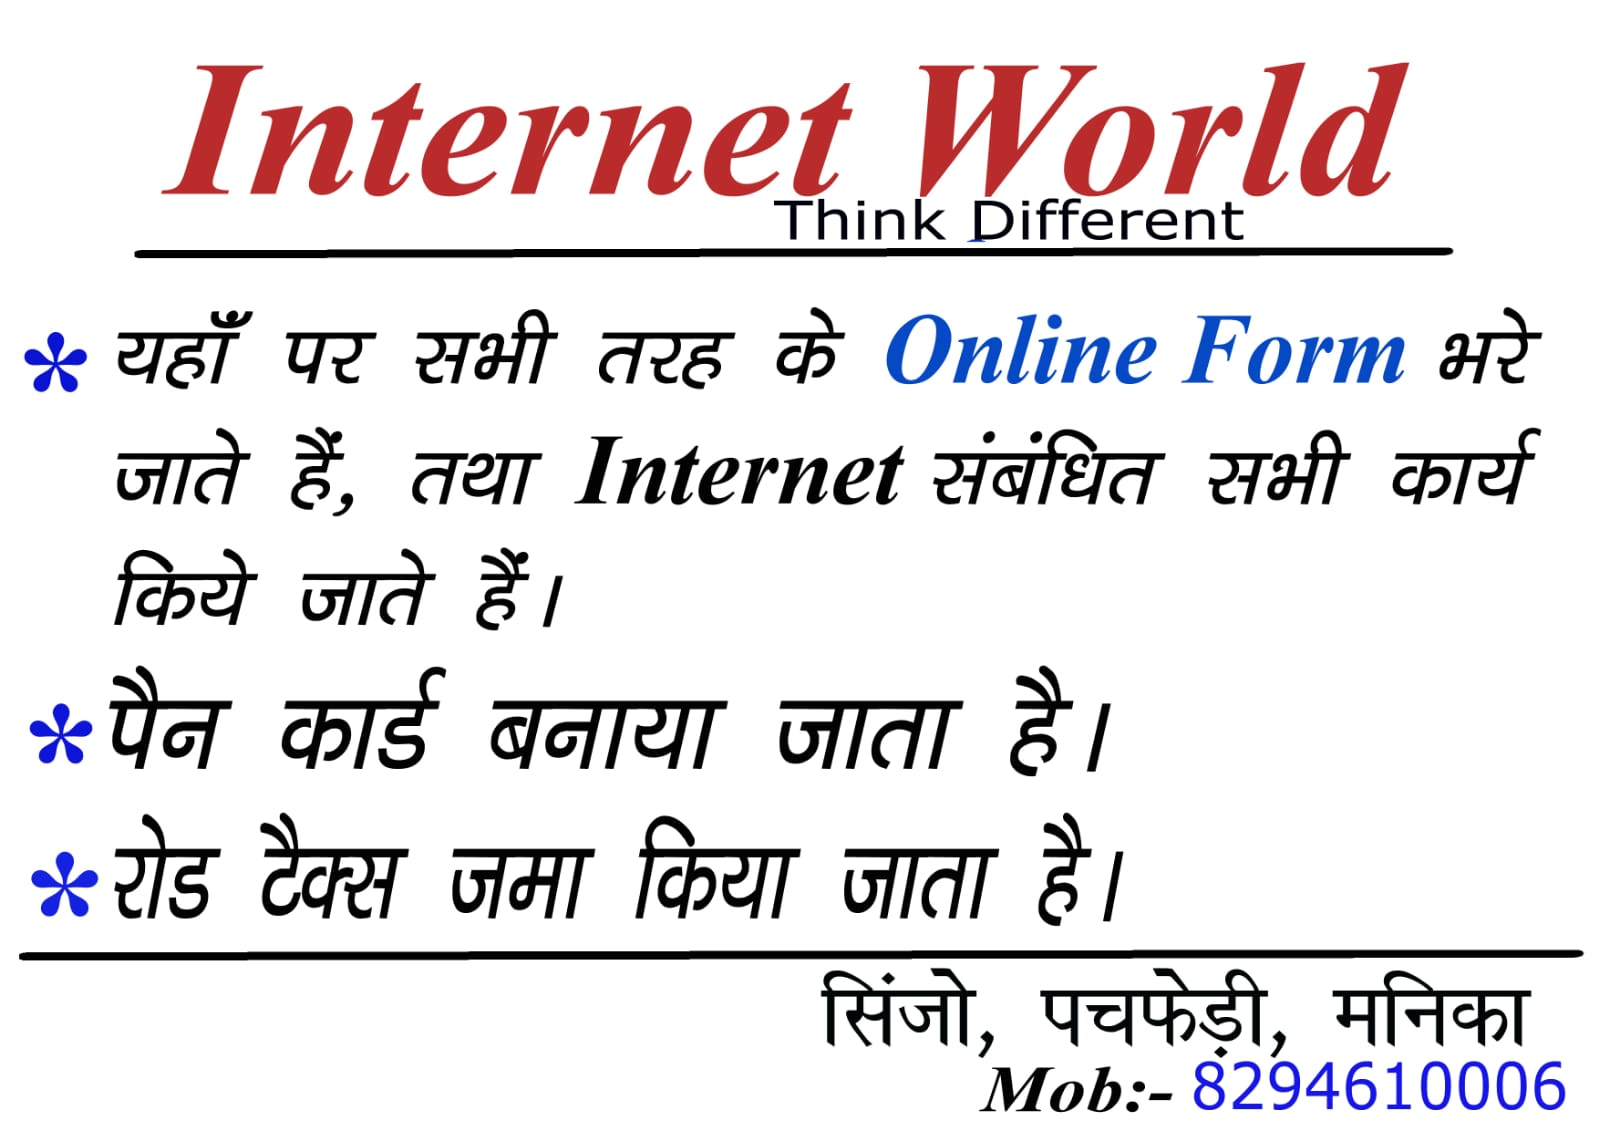 Internet World
Think Different
* यहाँ पर सभी तरह के Online Form भरे
जाते हैं, तथा Internet संबंधित सभी कार्य
किये जाते हैं।
* पैन कार्ड बनाया जाता है।
* रोड टैक्स जमा किया जाता है।
सिंजो, पचफेड़ी, मनिका
Mob:- 8294610006